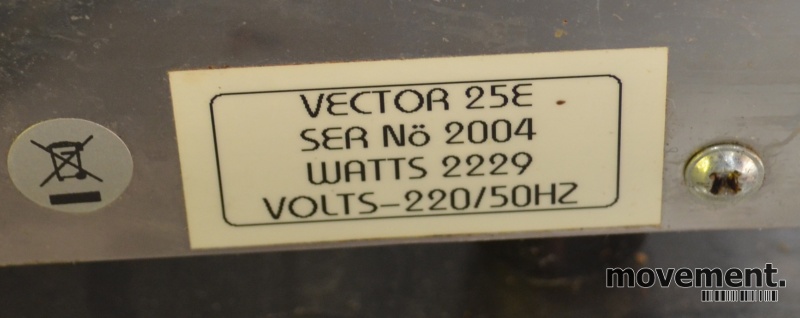 VECTOR 25E
SER Nö 2004
WATTS 2229
VOLTS-220/50HZ
movement.